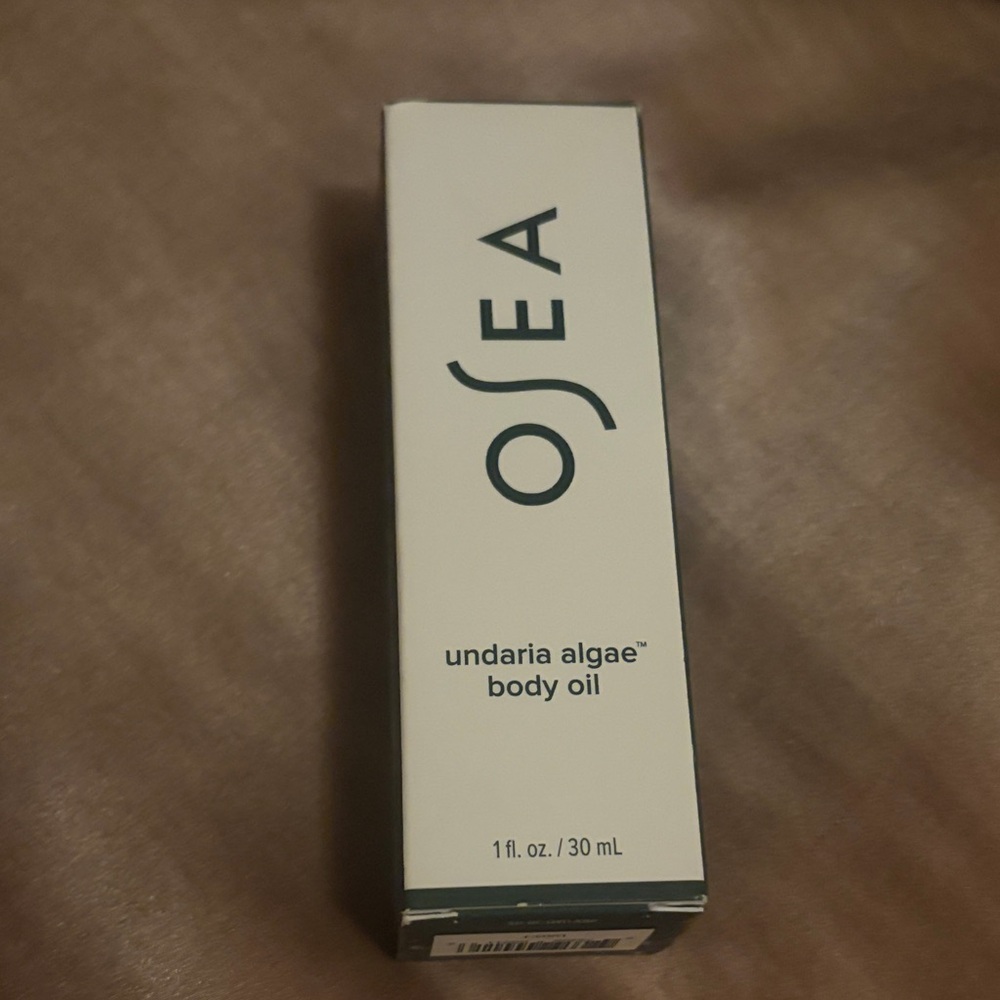 OSEA
undaria algae™
body oil
1 fl. oz. / 30 mL